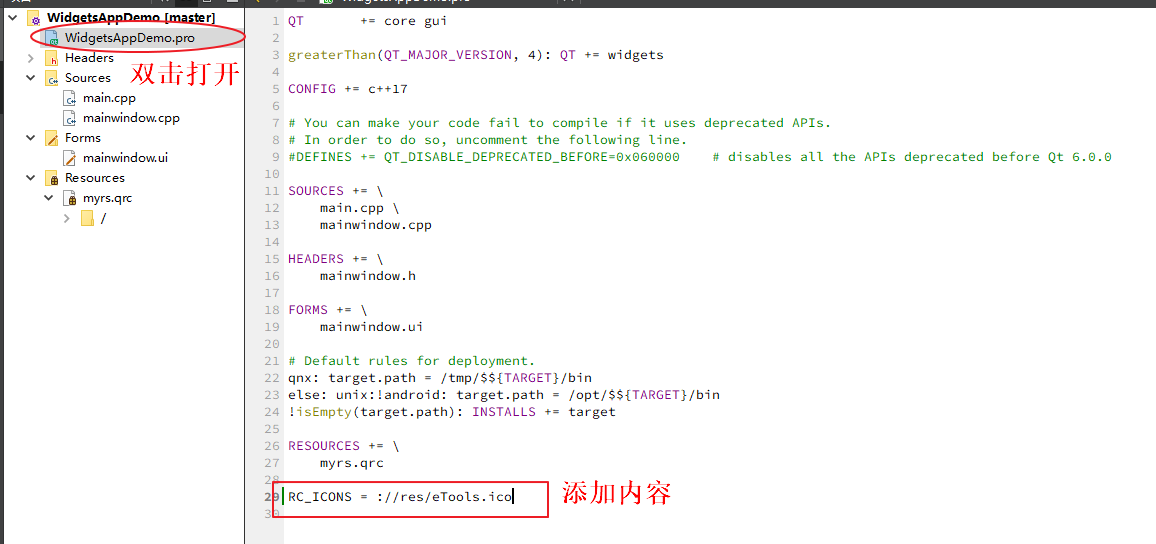 WidgetsAppDemo [master]
WidgetsAppDemo.pro
Headers
Sources
双击打开
main.cpp
mainwindow.cpp
Forms
mainwindow.ui
Resources
myrs.qrc
/
1 QT       += core gui
2
3 greaterThan(QT_MAJOR_VERSION, 4): QT += widgets
4
5 CONFIG += c++17
6
7 # You can make your code fail to compile if it uses deprecated APIs.
8 # In order to do so, uncomment the following line.
9 #DEFINES += QT_DISABLE_DEPRECATED_BEFORE=0x060000    # disables all the APIs deprecated before Qt 6.0.0
10
11 SOURCES += \
12     main.cpp \
13     mainwindow.cpp
14
15 HEADERS += \
16     mainwindow.h
17
18 FORMS += \
19     mainwindow.ui
20
21 # Default rules for deployment.
22 qnx: target.path = /tmp/$${TARGET}/bin
23 else: unix:!android: target.path = /opt/$${TARGET}/bin
24 !isEmpty(target.path): INSTALLS += target
25
26 RESOURCES += \
27     myrs.qrc
28
29 RC_ICONS = ://res/eTools.ico
添加内容
30